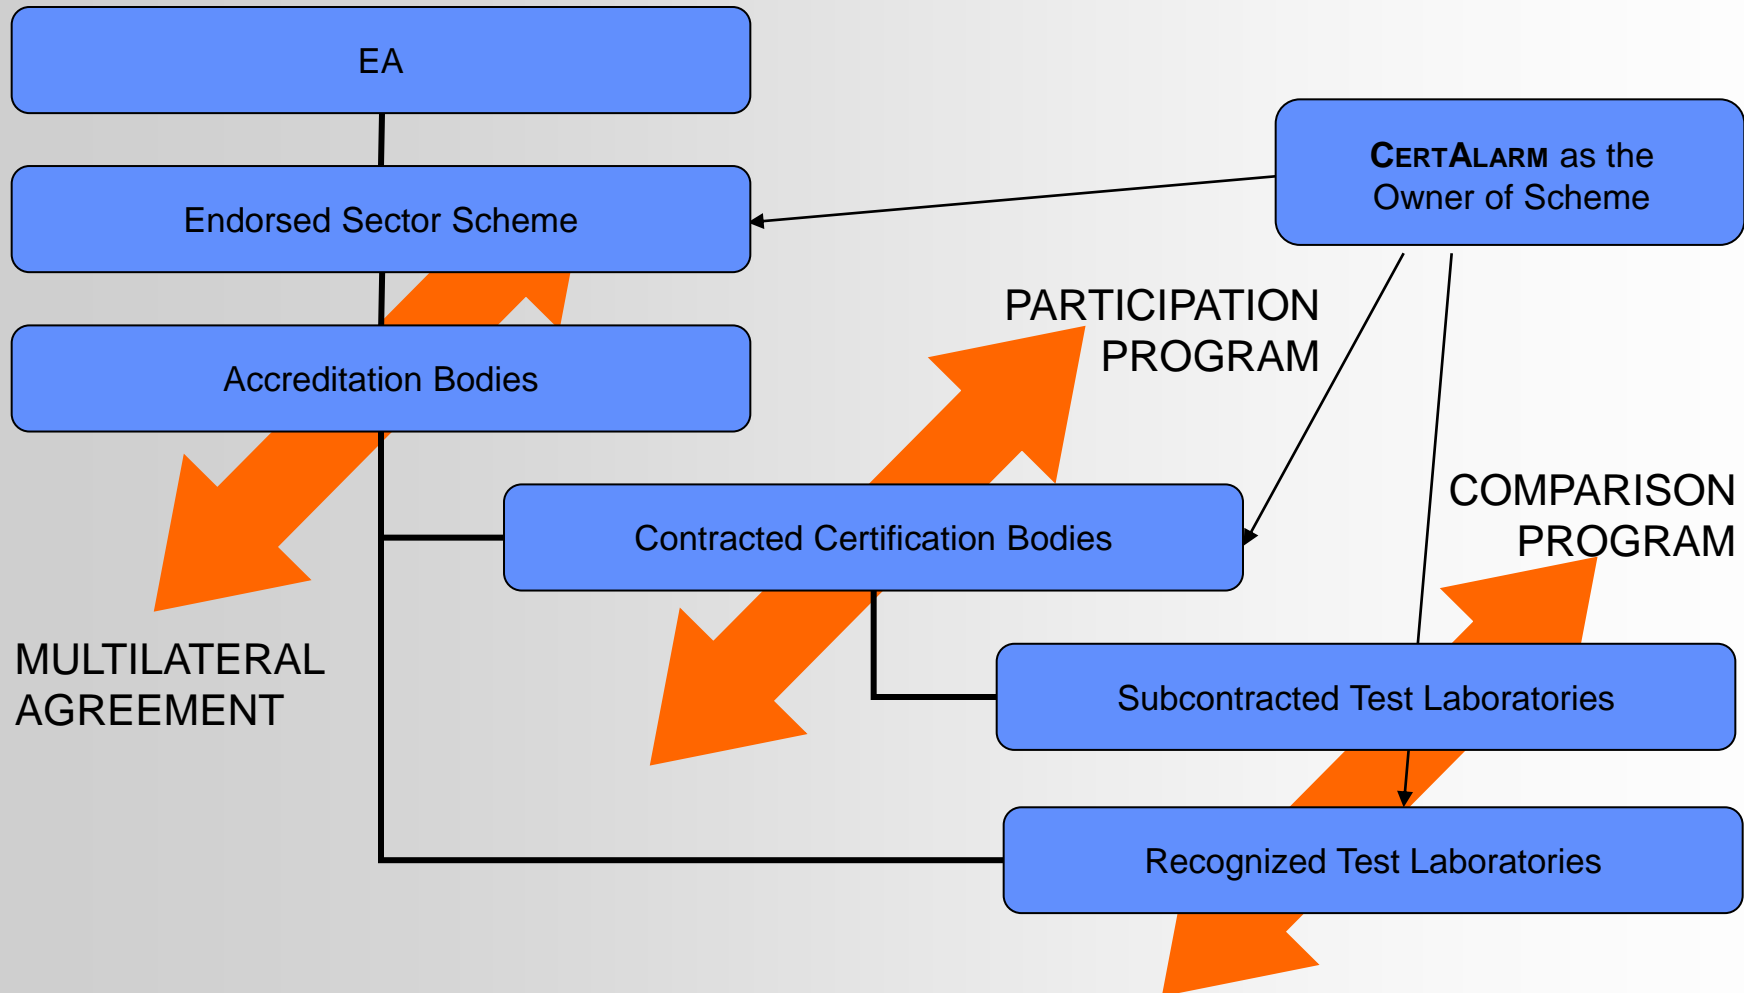 EA
CERTALARM as the
Owner of Scheme
Endorsed Sector Scheme
PARTICIPATION
PROGRAM
Accreditation Bodies
COMPARISON
PROGRAM
Contracted Certification Bodies
MULTILATERAL
AGREEMENT
Subcontracted Test Laboratories
Recognized Test Laboratories